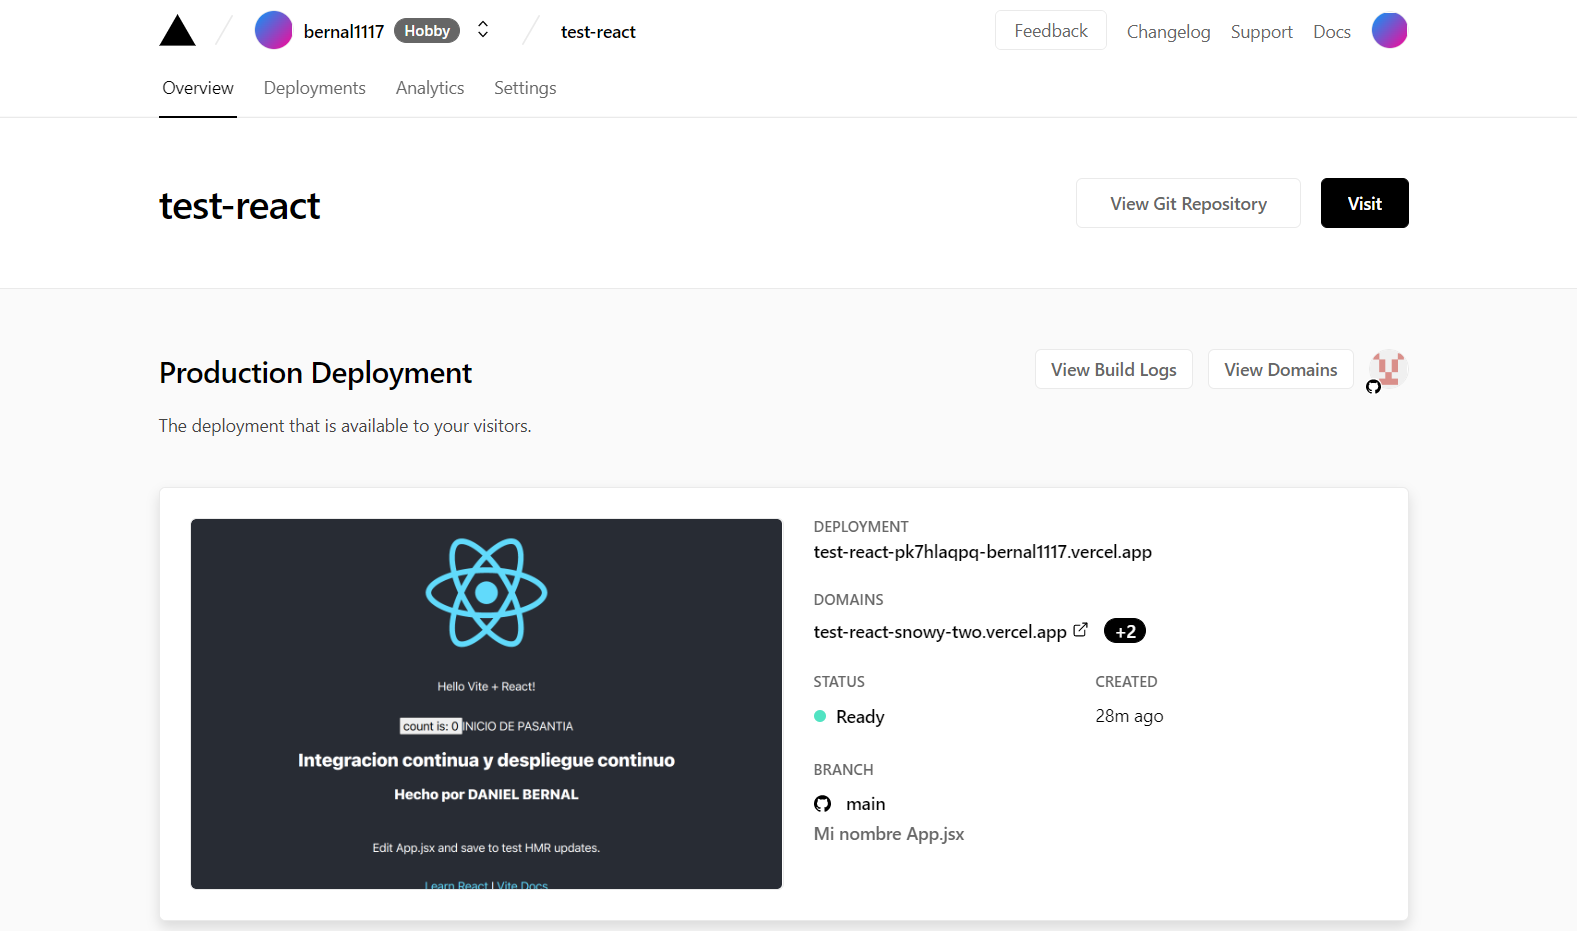 bernal1117 Hobby test-react Feedback Changelog Support Docs
Overview Deployments Analytics Settings
test-react View Git Repository Visit
Production Deployment View Build Logs View Domains
The deployment that is available to your visitors.
Hello Vite + React!
count is: 0 INICIO DE PASANTIA
Integracion continua y despliegue continuo
Hecho por DANIEL BERNAL
Edit App.jsx and save to test HMR updates.
Learn React | Vite Docs
DEPLOYMENT
test-react-pk7hlaqpq-bernal1117.vercel.app
DOMAINS
test-react-snowy-two.vercel.app +2
STATUS CREATED
Ready 28m ago
BRANCH
main
Mi nombre App.jsx